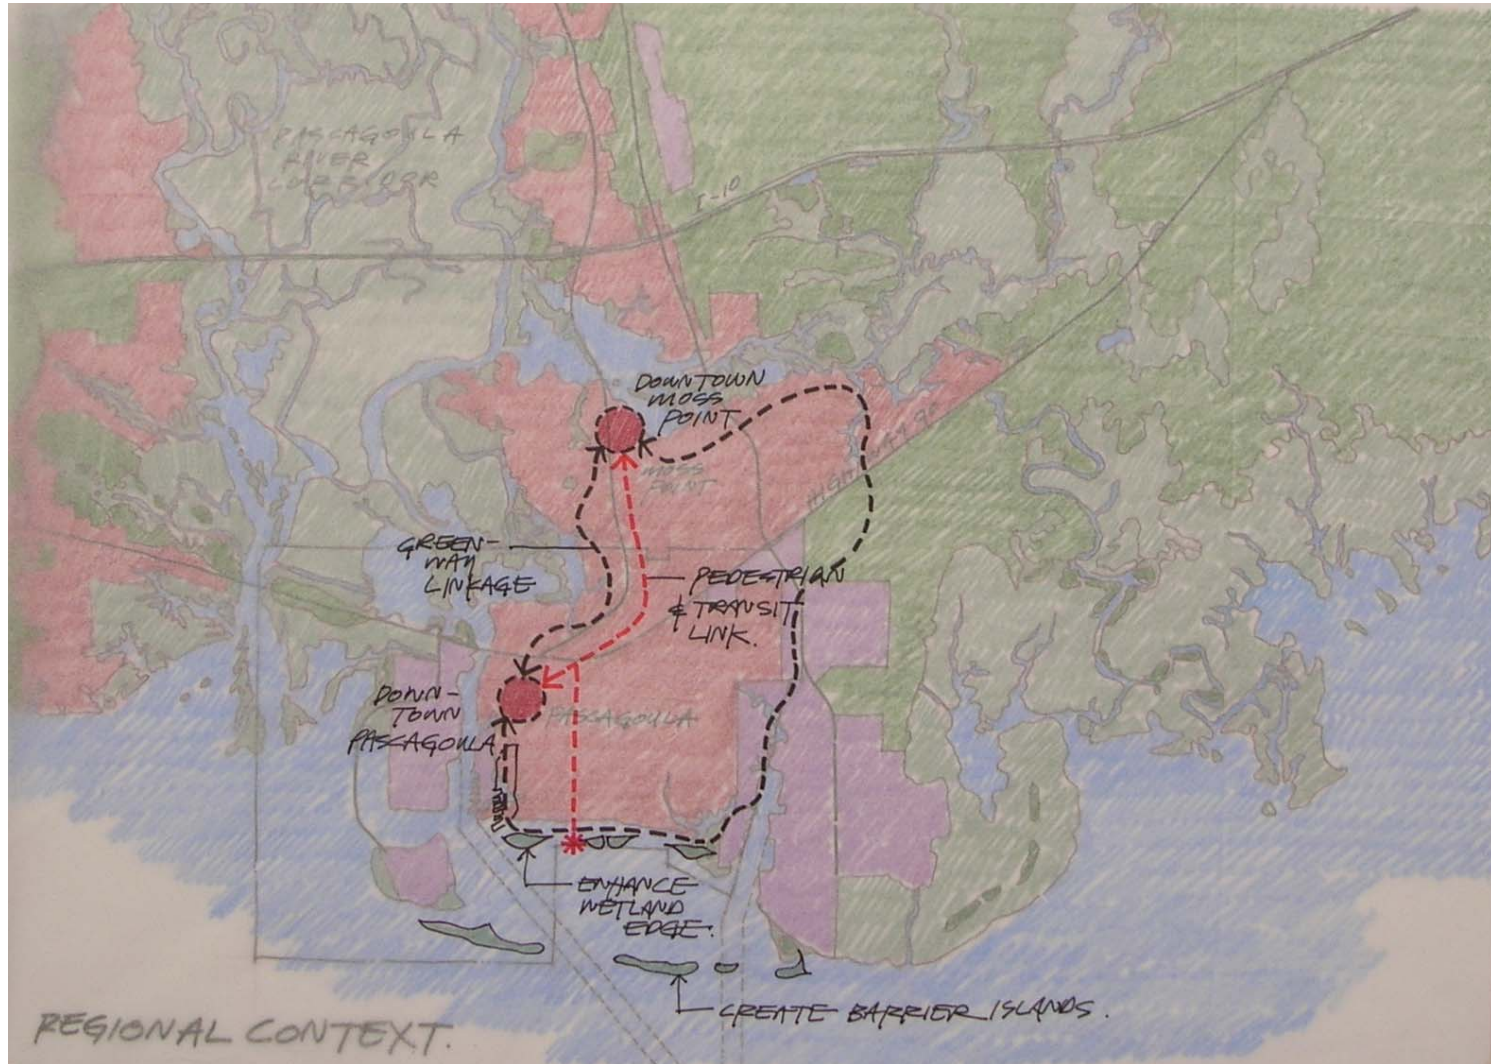 PASCAGOULA
RIVER
CORRIDOR
I-10
DOWNTOWN
MOSS
POINT
MOSS
POINT
HIGHWAY 90
GREEN-
WAY
LINKAGE
PEDESTRIAN
& TRANSIT
LINK.
DOWN-
TOWN
PASCAGOULA
PASCAGOULA
ENHANCE
WETLAND
EDGE.
CREATE BARRIER ISLANDS.
REGIONAL CONTEXT.